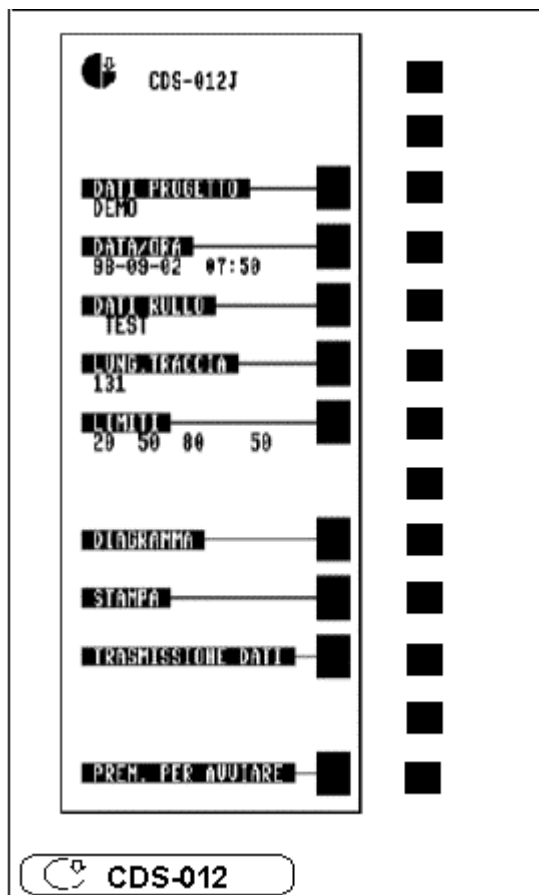 CDS-012J
DATI PROGETTO
DEMO
DATA/ORA
98-09-02 07:50
DATI RULLO
TEST
LUNG.TRACCIA
131
LIMITI
20 50 80 50
DIAGRAMMA
STAMPA
TRASMISSIONE DATI
PREM. PER AVVIARE
CDS-012